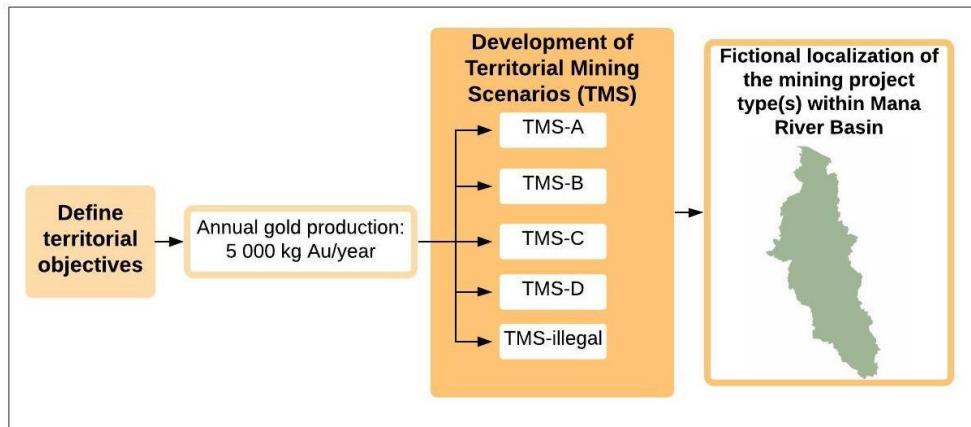 Define
territorial
objectives
Annual gold production:
5 000 kg Au/year
Development of
Territorial Mining
Scenarios (TMS)
TMS-A
TMS-B
TMS-C
TMS-D
TMS-illegal
Fictional localization of
the mining project
type(s) within Mana
River Basin